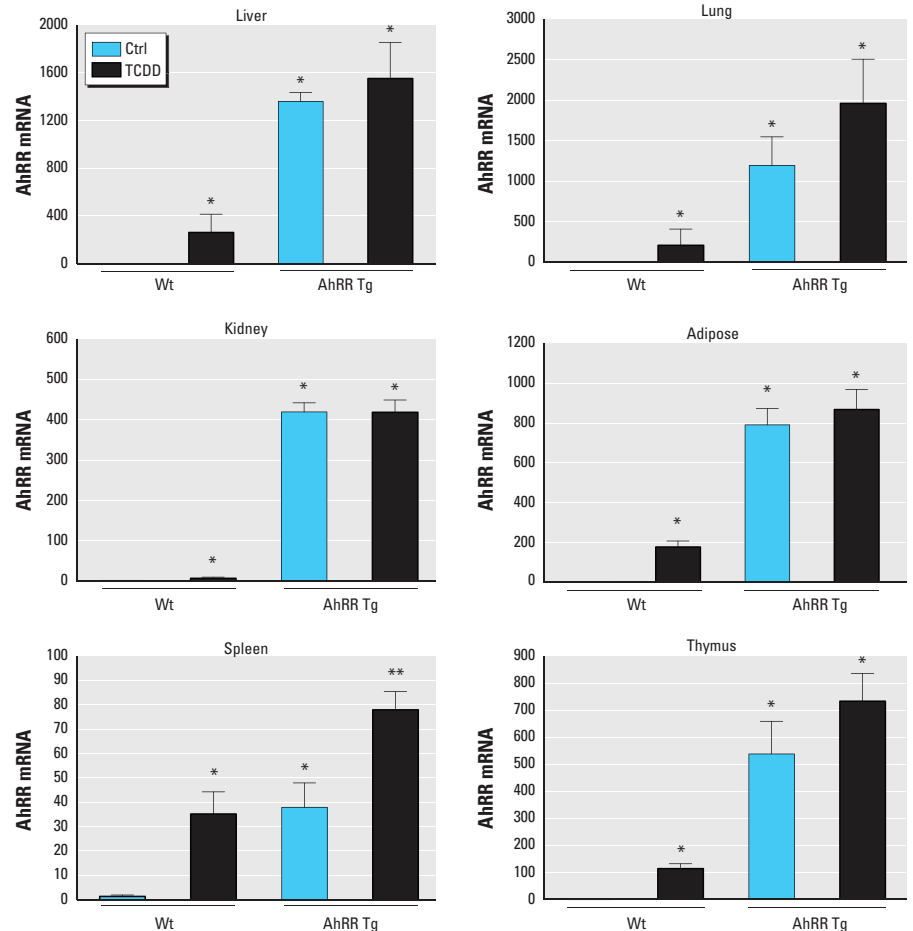 Liver
AhRR mRNA
2000
1600
1200
800
400
0
Ctrl
TCDD
*
*
*
Wt
AhRR Tg
Lung
AhRR mRNA
3000
2500
2000
1500
1000
500
0
*
*
*
Wt
AhRR Tg
Kidney
AhRR mRNA
600
500
400
300
200
100
0
*
*
*
Wt
AhRR Tg
Adipose
AhRR mRNA
1200
1000
800
600
400
200
0
*
*
*
Wt
AhRR Tg
Spleen
AhRR mRNA
100
90
80
70
60
50
40
30
20
10
0
*
*
**
Wt
AhRR Tg
Thymus
AhRR mRNA
900
800
700
600
500
400
300
200
100
0
*
*
*
Wt
AhRR Tg